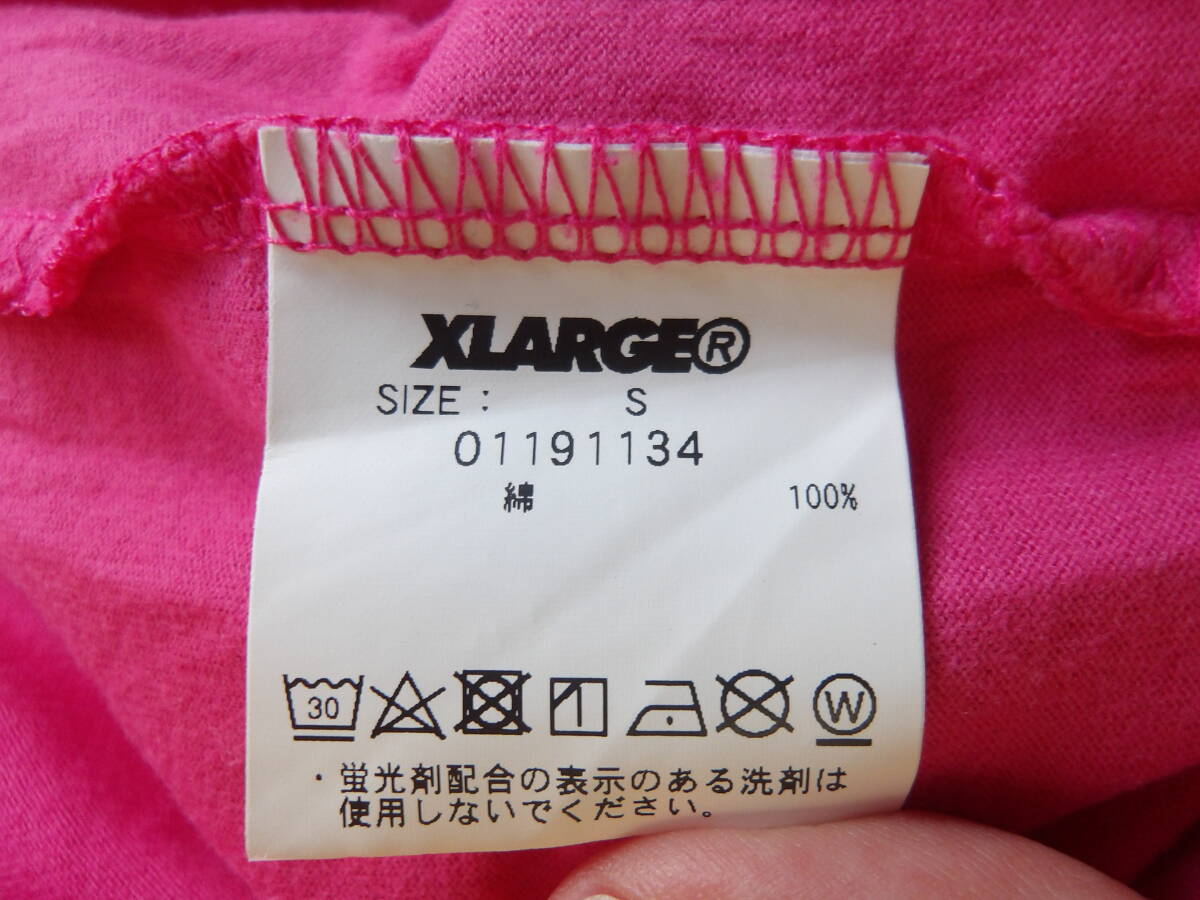 XLARGE®
SIZE : S
01191134
綿 100%
30 W
・蛍光剤配合の表示のある洗剤は
使用しないでください。